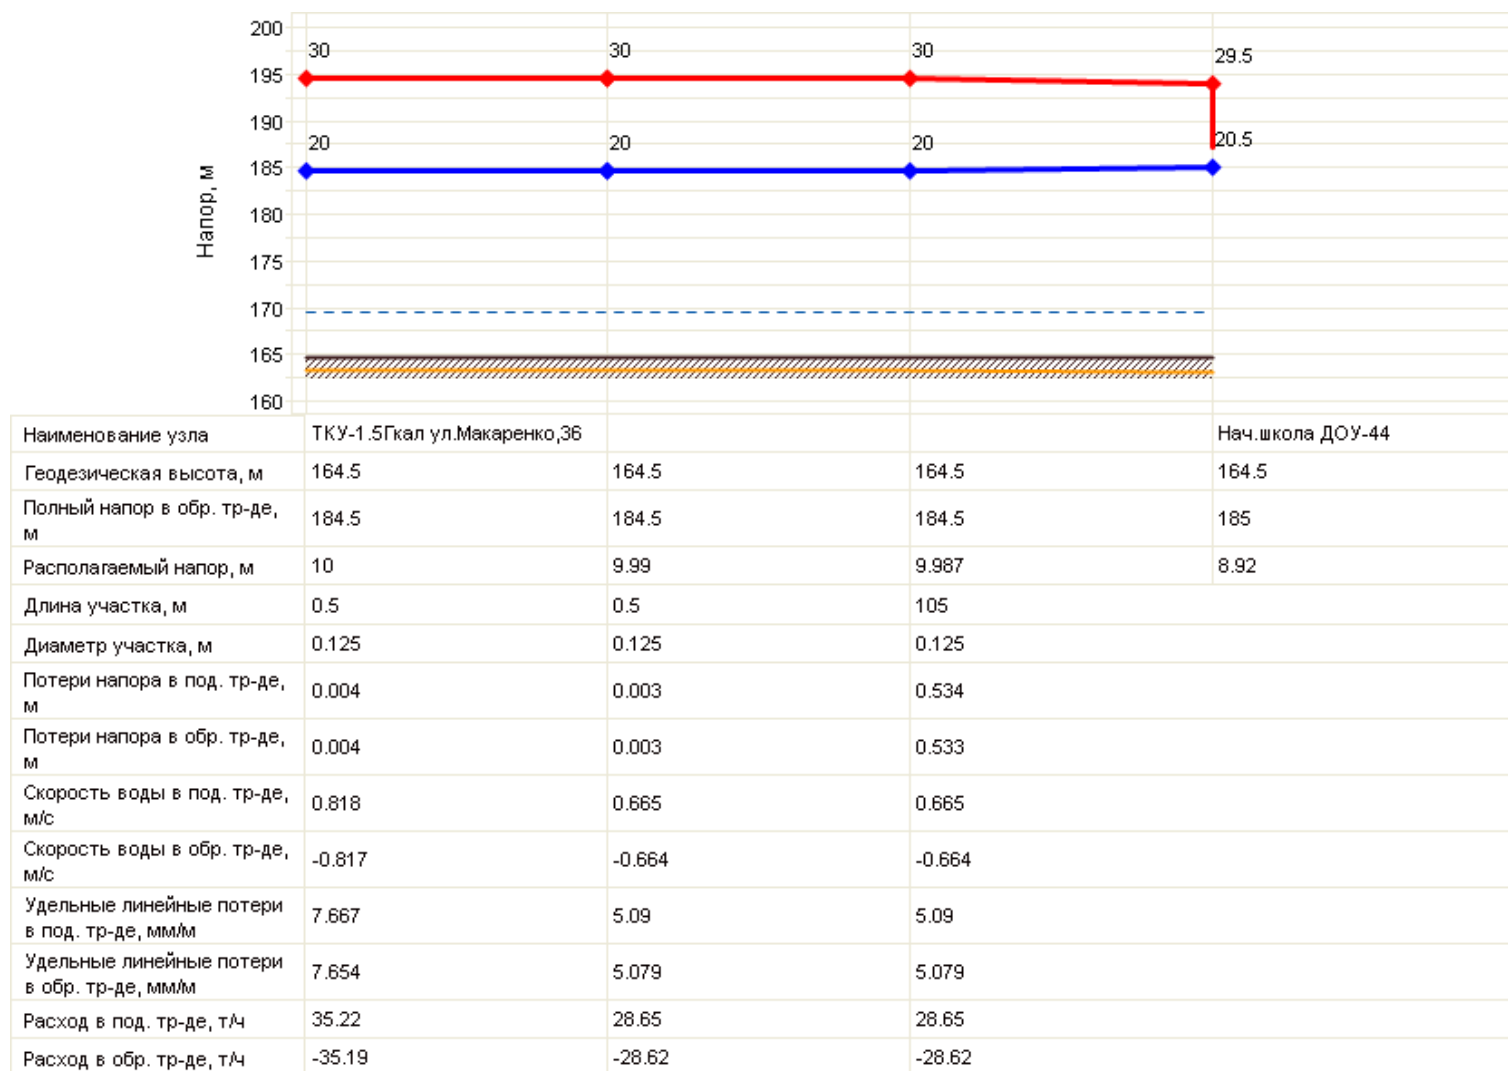 200
30 30 30 29.5
195
190
20 20 20 20.5
185
180
175
170
165
160
Напор, м
Наименование узла ТКУ-1.5Гкал ул.Макаренко,36 Нач.школа ДОУ-44
Геодезическая высота, м 164.5 164.5 164.5 164.5
Полный напор в обр. тр-де,
м 184.5 184.5 184.5 185
Располагаемый напор, м 10 9.99 9.987 8.92
Длина участка, м 0.5 0.5 105
Диаметр участка, м 0.125 0.125 0.125
Потери напора в под. тр-де,
м 0.004 0.003 0.534
Потери напора в обр. тр-де,
м 0.004 0.003 0.533
Скорость воды в под. тр-де,
м/с 0.818 0.665 0.665
Скорость воды в обр. тр-де,
м/с -0.817 -0.664 -0.664
Удельные линейные потери
в под. тр-де, мм/м 7.667 5.09 5.09
Удельные линейные потери
в обр. тр-де, мм/м 7.654 5.079 5.079
Расход в под. тр-де, т/ч 35.22 28.65 28.65
Расход в обр. тр-де, т/ч -35.19 -28.62 -28.62